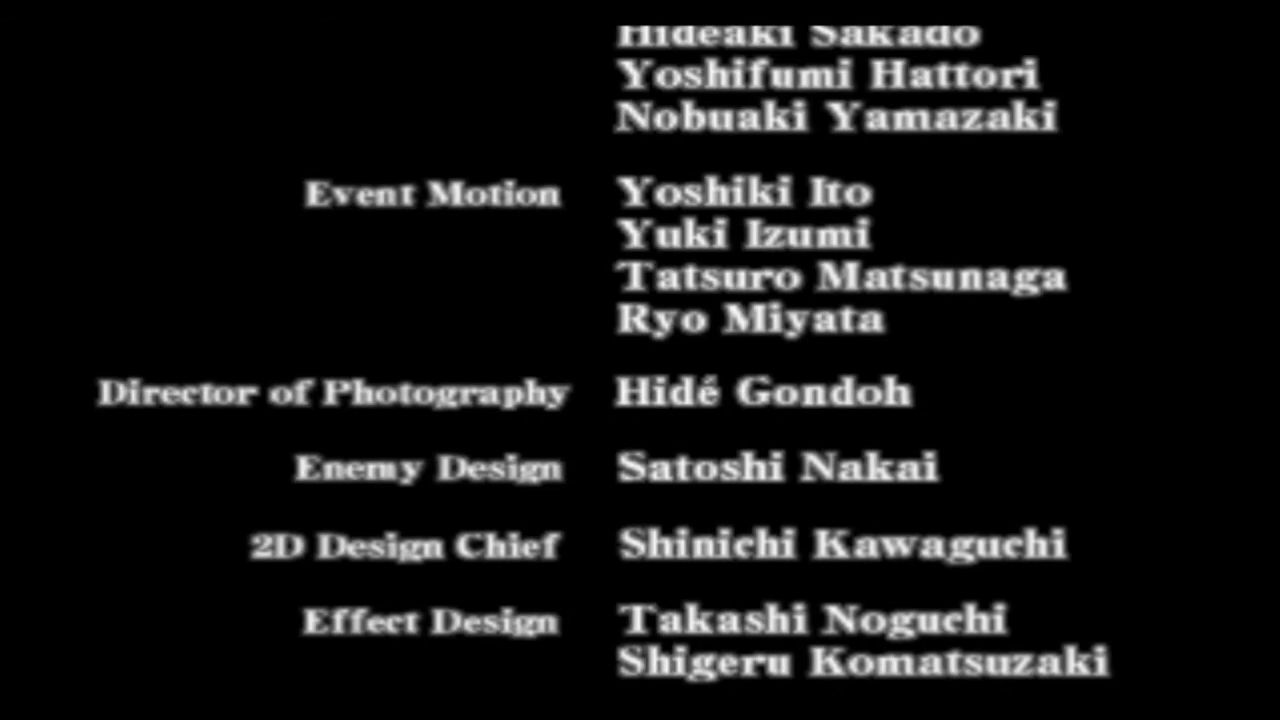 Hideaki Sakado
Yoshifumi Hattori
Nobuaki Yamazaki
Event Motion Yoshiki Ito
Yuki Izumi
Tatsuro Matsunaga
Ryo Miyata
Director of Photography Hidé Gondoh
Enemy Design Satoshi Nakai
2D Design Chief Shinichi Kawaguchi
Effect Design Takashi Noguchi
Shigeru Komatsuzaki